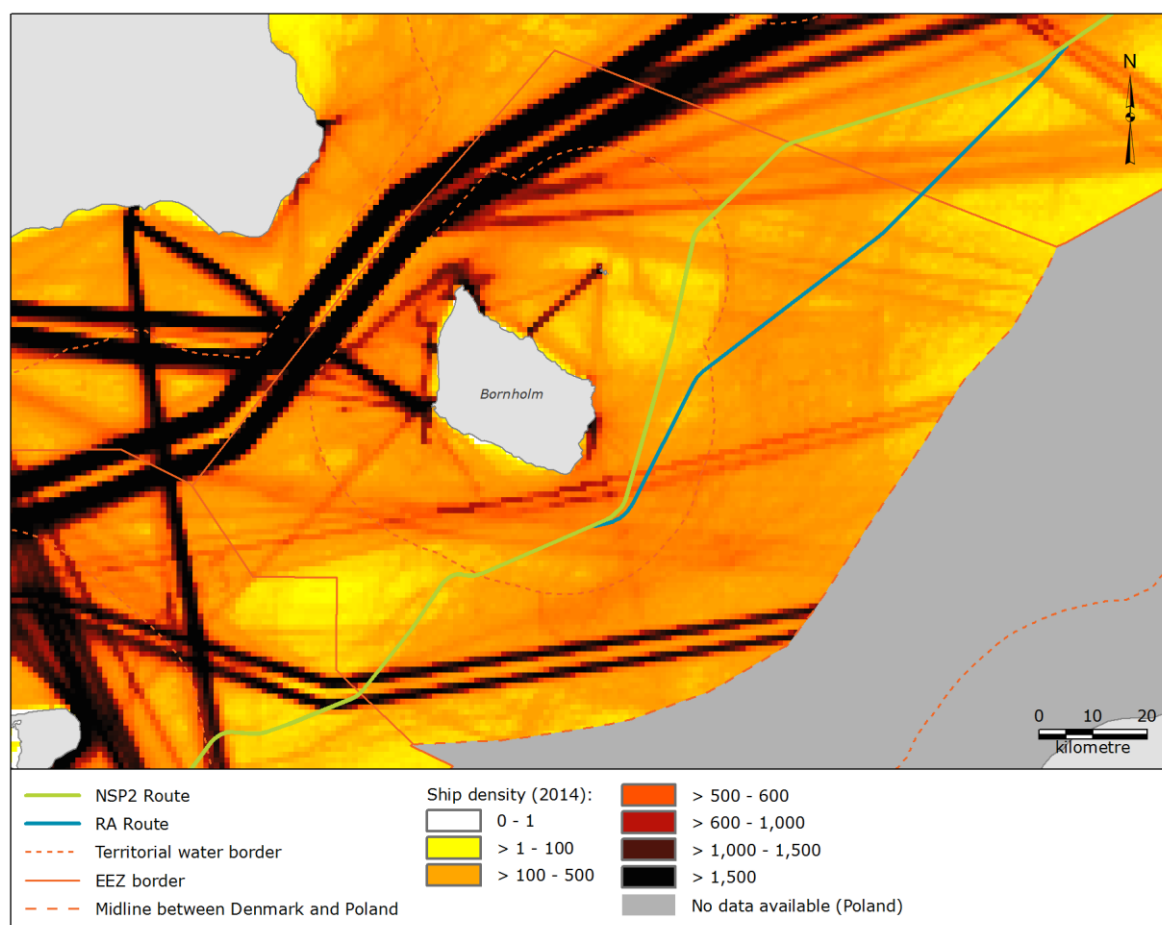 N
Bornholm
0 10 20
kilometre
NSP2 Route
RA Route
Territorial water border
EEZ border
Midline between Denmark and Poland
Ship density (2014):
0 - 1
> 1 - 100
> 100 - 500
> 500 - 600
> 600 - 1,000
> 1,000 - 1,500
> 1,500
No data available (Poland)